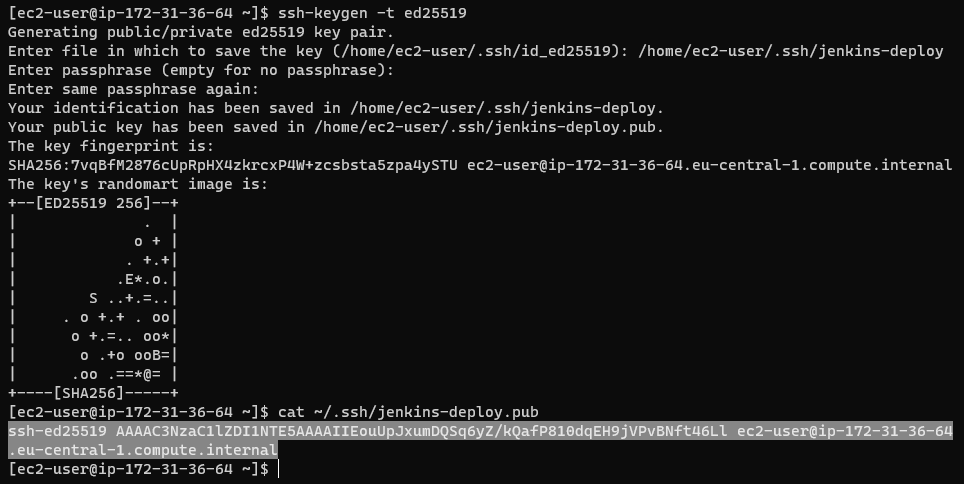 [ec2-user@ip-172-31-36-64 ~]$ ssh-keygen -t ed25519
Generating public/private ed25519 key pair.
Enter file in which to save the key (/home/ec2-user/.ssh/id_ed25519): /home/ec2-user/.ssh/jenkins-deploy
Enter passphrase (empty for no passphrase):
Enter same passphrase again:
Your identification has been saved in /home/ec2-user/.ssh/jenkins-deploy.
Your public key has been saved in /home/ec2-user/.ssh/jenkins-deploy.pub.
The key fingerprint is:
SHA256:7vqBfM2876cUpRpHX4zkrcxP4W+zcsbsta5zpa4ySTU ec2-user@ip-172-31-36-64.eu-central-1.compute.internal
The key's randomart image is:
+--[ED25519 256]--+
|              .  |
|             o + |
|            . +.+|
|           .E*.o.|
|        S ..+.=..|
|     . o +.+ . oo|
|      o +.=.. oo*|
|       o .+o ooB=|
|      .oo .==*@= |
+----[SHA256]-----+
[ec2-user@ip-172-31-36-64 ~]$ cat ~/.ssh/jenkins-deploy.pub
ssh-ed25519 AAAAC3NzaC1lZDI1NTE5AAAAIIEouUpJxumDQSq6yZ/kQafP810dqEH9jVPvBNft46Ll ec2-user@ip-172-31-36-64
.eu-central-1.compute.internal
[ec2-user@ip-172-31-36-64 ~]$